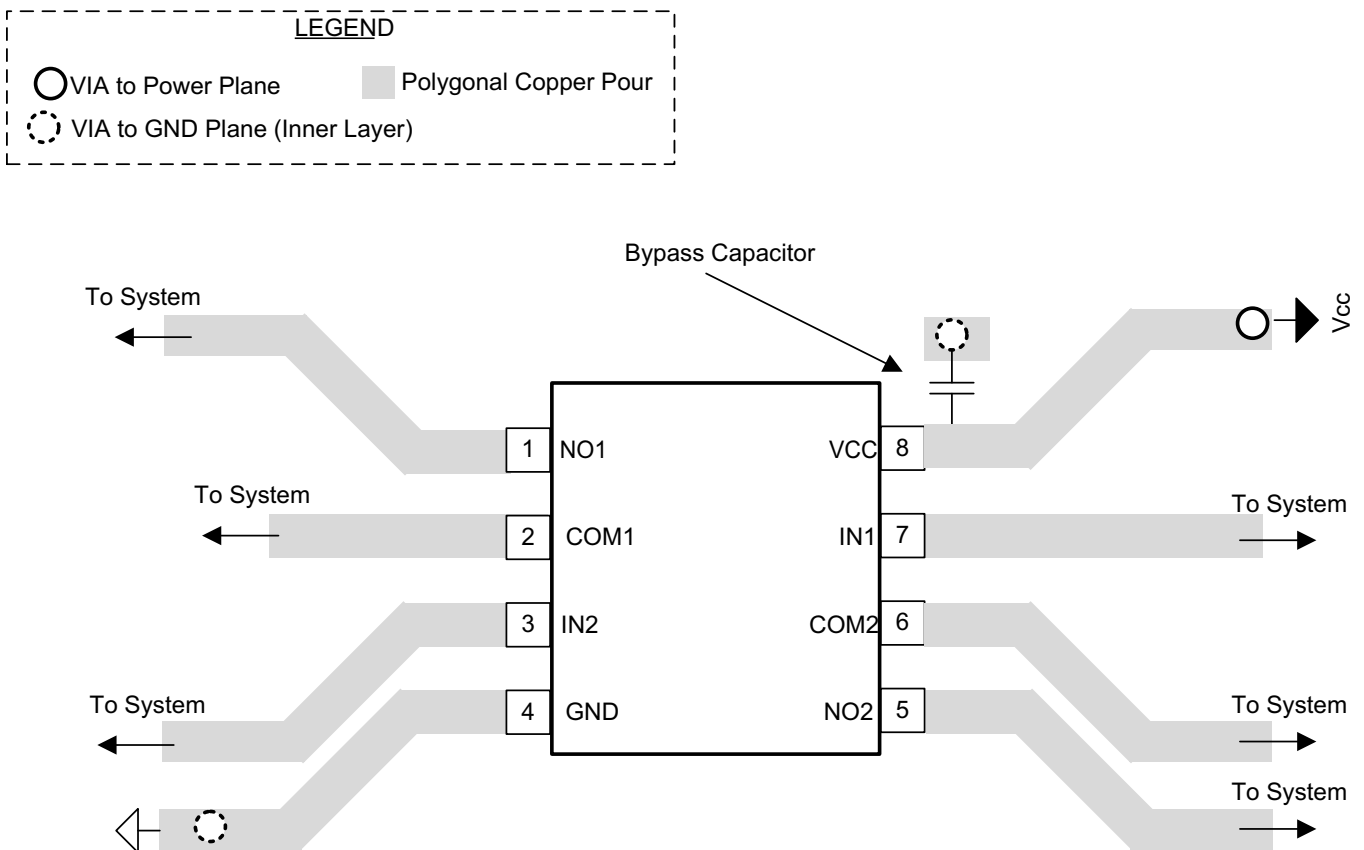 LEGEND
VIA to Power Plane
Polygonal Copper Pour
VIA to GND Plane (Inner Layer)
Bypass Capacitor
To System
Vcc
1 NO1
VCC 8
To System
To System
2 COM1
IN1 7
3 IN2
COM2 6
To System
To System
4 GND
NO2 5
To System